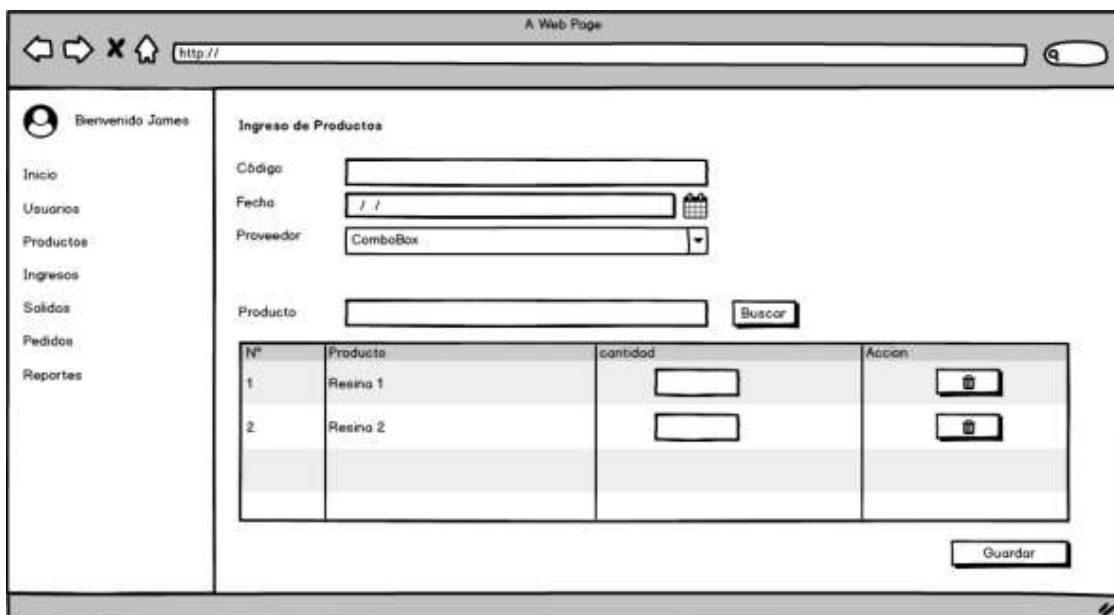 A Web Page
http://
Bienvenido James
Inicio
Usuarios
Productos
Ingresos
Salidas
Pedidos
Reportes
Ingreso de Productos
Código
Fecha
/ /
Proveedor
ComboBox
Producto
Buscar
N° Producto cantidad Accion
1 Resina 1
2 Resina 2
Guardar